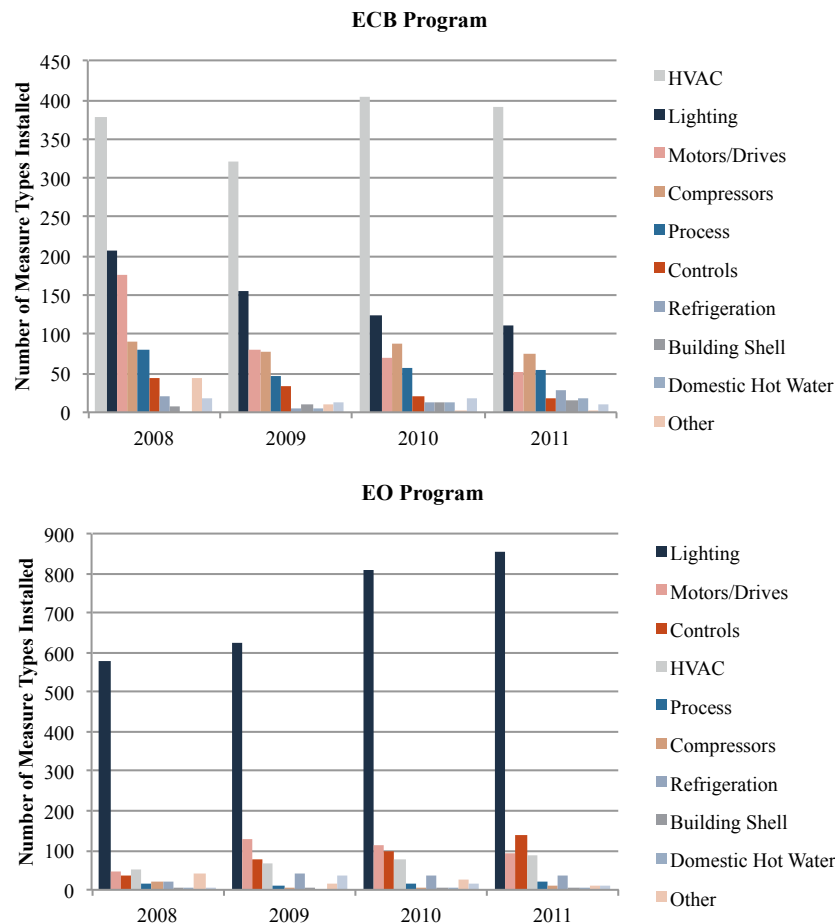 ECB Program
Number of Measure Types Installed
450
400
350
300
250
200
150
100
50
0
2008 2009 2010 2011
HVAC
Lighting
Motors/Drives
Compressors
Process
Controls
Refrigeration
Building Shell
Domestic Hot Water
Other
EO Program
Number of Measure Types Installed
900
800
700
600
500
400
300
200
100
0
2008 2009 2010 2011
Lighting
Motors/Drives
Controls
HVAC
Process
Compressors
Refrigeration
Building Shell
Domestic Hot Water
Other